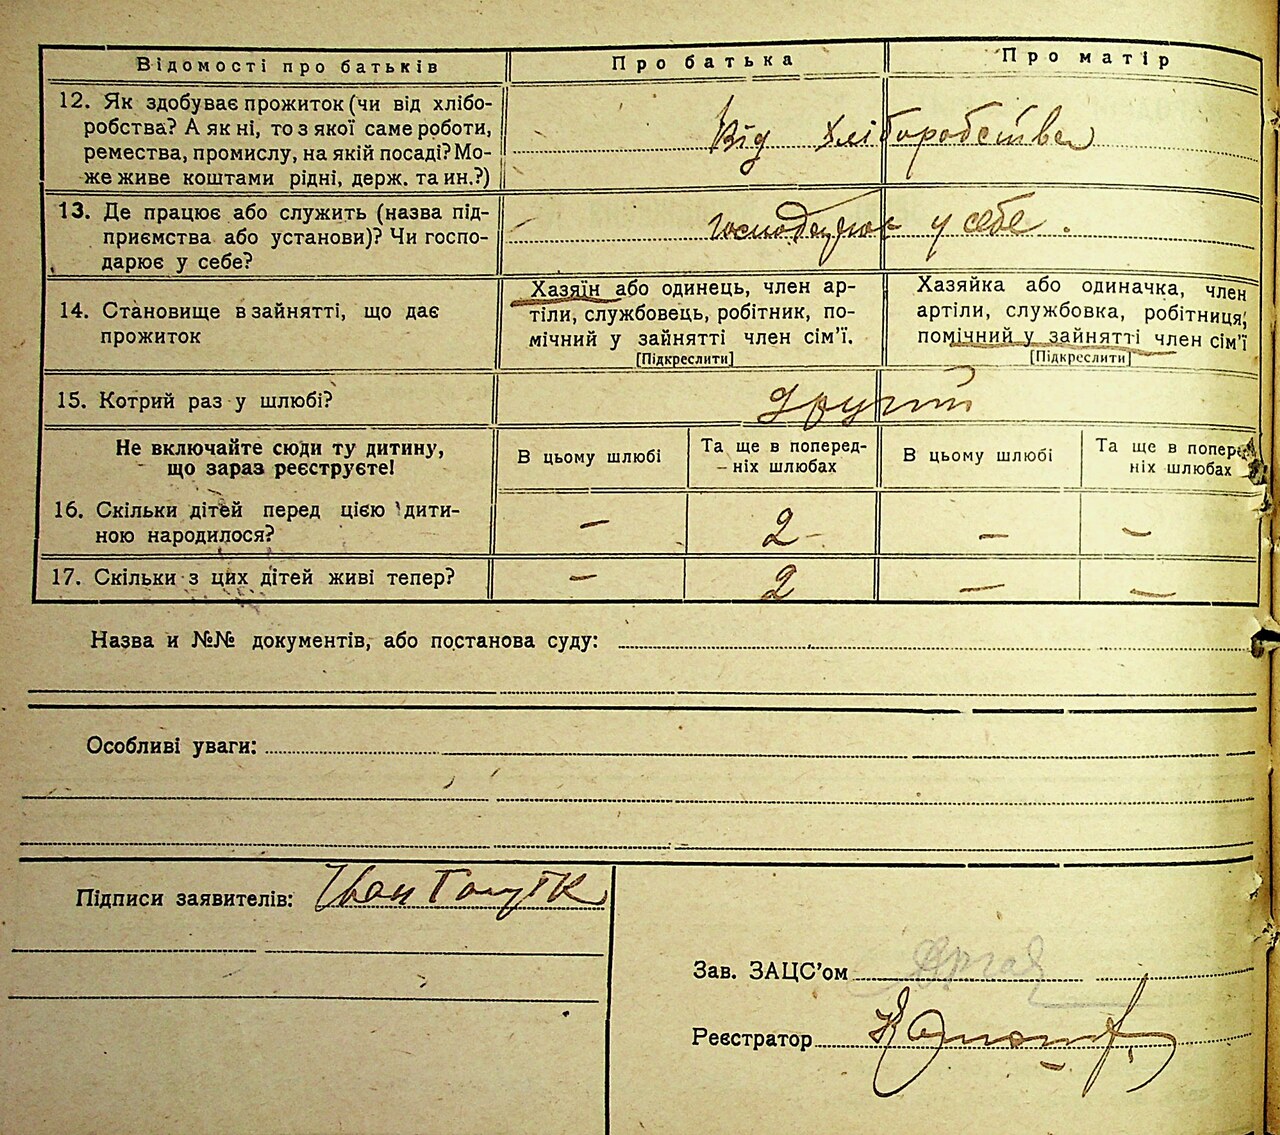 Відомості про батьків
Про батька
Про матір
12. Як здобуває прожиток (чи від хлібо-
робства? А як ні, то з якої саме роботи,
ремества, промислу, на якій посаді? Мо-
же живе коштами рідні, держ. та ин.?)
Від хліборобства
13. Де працює або служить (назва під-
приємства або установи)? Чи госпо-
дарює у себе?
господарює у себе.
14. Становище в зайнятті, що дає
прожиток
Хазяїн або одинець, член ар-
тіли, службовець, робітник, по-
мічний у зайнятті член сім’ї.
[Підкреслити]
Хазяйка або одиначка, член
артіли, службовка, робітниця,
помічний у зайнятті член сім’ї
[Підкреслити]
15. Котрий раз у шлюбі?
другий
Не включайте сюди ту дитину,
що зараз реєструєте!
В цьому шлюбі
Та ще в поперед-
ніх шлюбах
В цьому шлюбі
Та ще в поперед-
ніх шлюбах
16. Скільки дітей перед цією дити-
ною народилося?
– 2 – – –
17. Скільки з цих дітей живі тепер?
– 2 – –
Назва и №№ документів, або постанова суду:
Особливі уваги:
Підписи заявителів: Іван
Зав. ЗАЦС’ом
Реєстратор